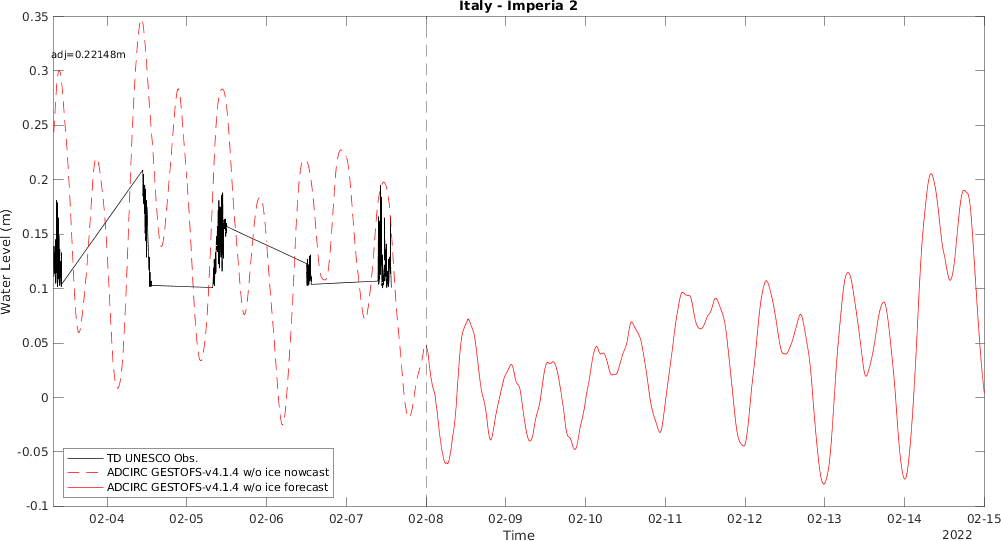 Italy - Imperia 2
adj=0.22148m
0.35
0.3
0.25
0.2
0.15
0.1
0.05
0
-0.05
-0.1
Water Level (m)
TD UNESCO Obs.
ADCIRC GESTOFS-v4.1.4 w/o ice nowcast
ADCIRC GESTOFS-v4.1.4 w/o ice forecast
02-04 02-05 02-06 02-07 02-08 02-09 02-10 02-11 02-12 02-13 02-14 02-15
Time
2022